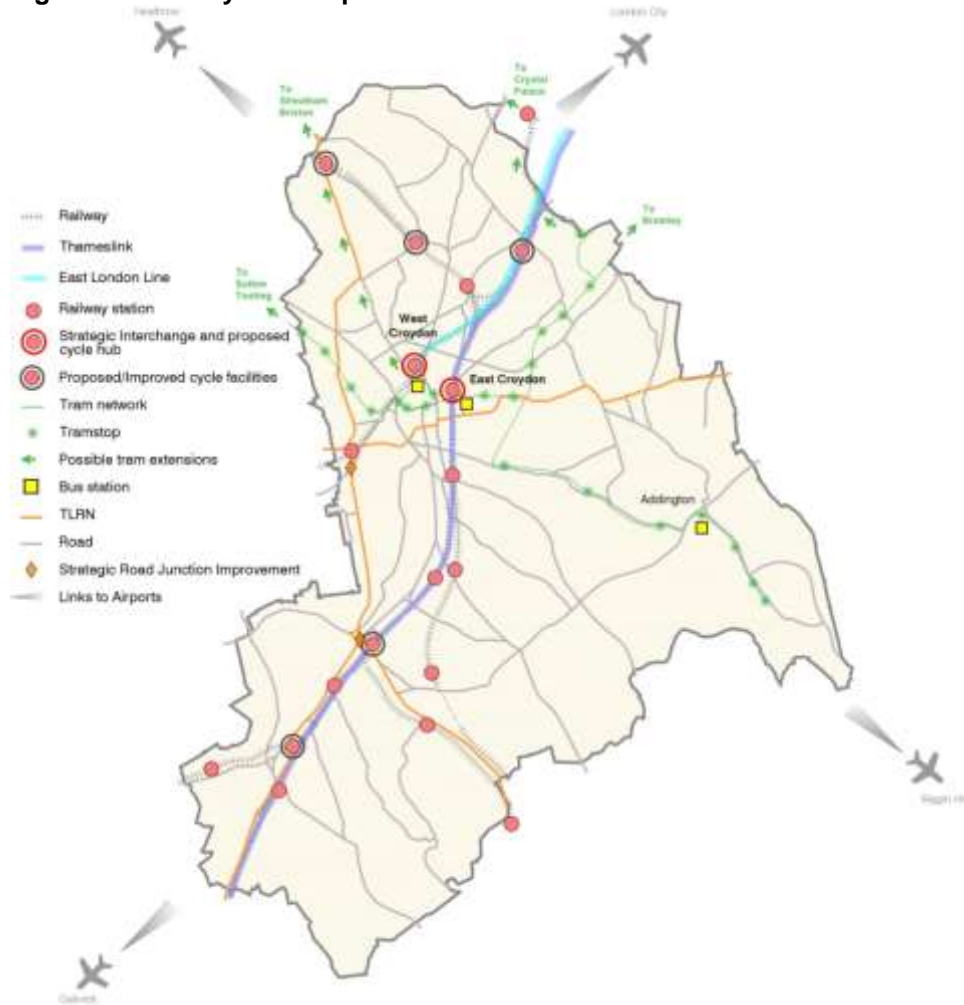 Heathrow
London City
To
Crystal
Palace
To
Streatham
Brixton
To
Bromley
To
Sutton
Tooting
Railway
Thameslink
East London Line
Railway station
Strategic Interchange and proposed
cycle hub
Proposed/Improved cycle facilities
Tram network
Tramstop
Possible tram extensions
Bus station
TLRN
Road
Strategic Road Junction Improvement
Links to Airports
West
Croydon
East Croydon
Addington
Biggin Hill
Gatwick